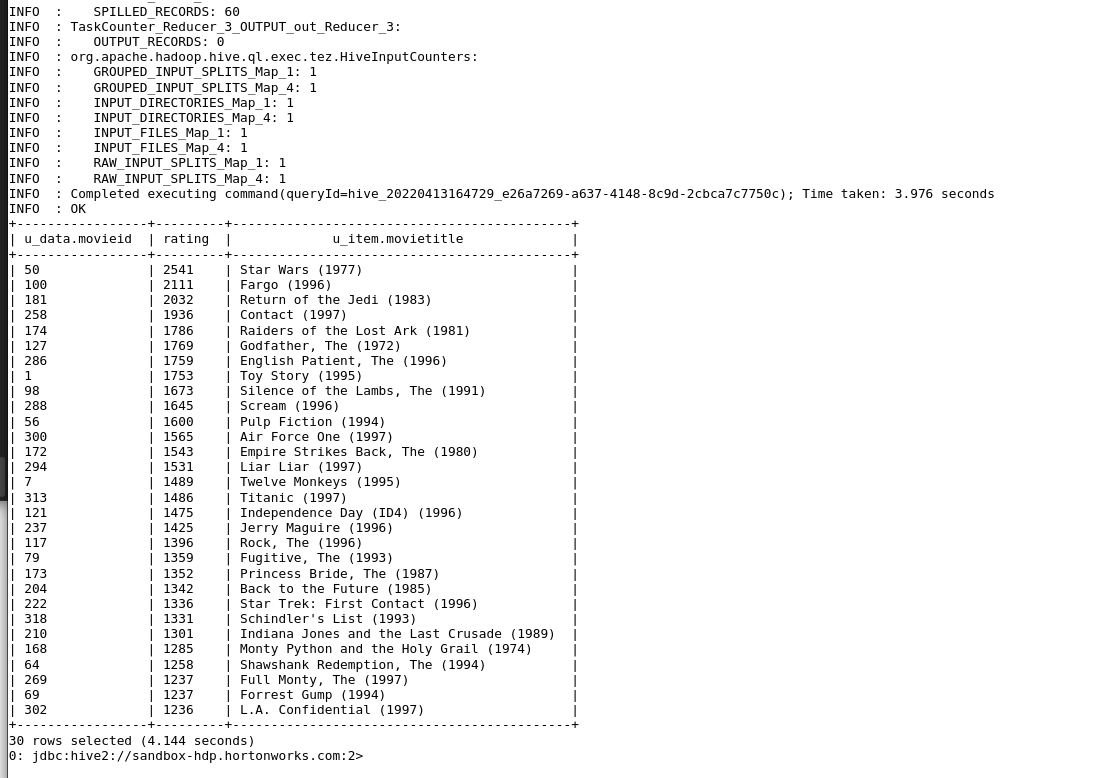 INFO  :    SPILLED_RECORDS: 60
INFO  : TaskCounter_Reducer_3_OUTPUT_out_Reducer_3:
INFO  :    OUTPUT_RECORDS: 0
INFO  : org.apache.hadoop.hive.ql.exec.tez.HiveInputCounters:
INFO  :    GROUPED_INPUT_SPLITS_Map_1: 1
INFO  :    GROUPED_INPUT_SPLITS_Map_4: 1
INFO  :    INPUT_DIRECTORIES_Map_1: 1
INFO  :    INPUT_DIRECTORIES_Map_4: 1
INFO  :    INPUT_FILES_Map_1: 1
INFO  :    INPUT_FILES_Map_4: 1
INFO  :    RAW_INPUT_SPLITS_Map_1: 1
INFO  :    RAW_INPUT_SPLITS_Map_4: 1
INFO  : Completed executing command(queryId=hive_20220413164729_e26a7269-a637-4148-8c9d-2cbca7c7750c); Time taken: 3.976 seconds
INFO  : OK
+-----------------+---------+--------------------------------------------+
| u_data.movieid  | rating  |             u_item.movietitle              |
+-----------------+---------+--------------------------------------------+
| 50              | 2541    | Star Wars (1977)                           |
| 100             | 2111    | Fargo (1996)                               |
| 181             | 2032    | Return of the Jedi (1983)                  |
| 258             | 1936    | Contact (1997)                             |
| 174             | 1786    | Raiders of the Lost Ark (1981)             |
| 127             | 1769    | Godfather, The (1972)                      |
| 286             | 1759    | English Patient, The (1996)                |
| 1               | 1753    | Toy Story (1995)                           |
| 98              | 1673    | Silence of the Lambs, The (1991)           |
| 288             | 1645    | Scream (1996)                              |
| 56              | 1600    | Pulp Fiction (1994)                        |
| 300             | 1565    | Air Force One (1997)                       |
| 172             | 1543    | Empire Strikes Back, The (1980)            |
| 294             | 1531    | Liar Liar (1997)                           |
| 7               | 1489    | Twelve Monkeys (1995)                      |
| 313             | 1486    | Titanic (1997)                             |
| 121             | 1475    | Independence Day (ID4) (1996)              |
| 237             | 1425    | Jerry Maguire (1996)                       |
| 117             | 1396    | Rock, The (1996)                           |
| 79              | 1359    | Fugitive, The (1993)                       |
| 173             | 1352    | Princess Bride, The (1987)                 |
| 204             | 1342    | Back to the Future (1985)                  |
| 222             | 1336    | Star Trek: First Contact (1996)            |
| 318             | 1331    | Schindler's List (1993)                    |
| 210             | 1301    | Indiana Jones and the Last Crusade (1989)  |
| 168             | 1285    | Monty Python and the Holy Grail (1974)     |
| 64              | 1258    | Shawshank Redemption, The (1994)           |
| 269             | 1237    | Full Monty, The (1997)                     |
| 69              | 1237    | Forrest Gump (1994)                        |
| 302             | 1236    | L.A. Confidential (1997)                   |
+-----------------+---------+--------------------------------------------+
30 rows selected (4.144 seconds)
0: jdbc:hive2://sandbox-hdp.hortonworks.com:2>